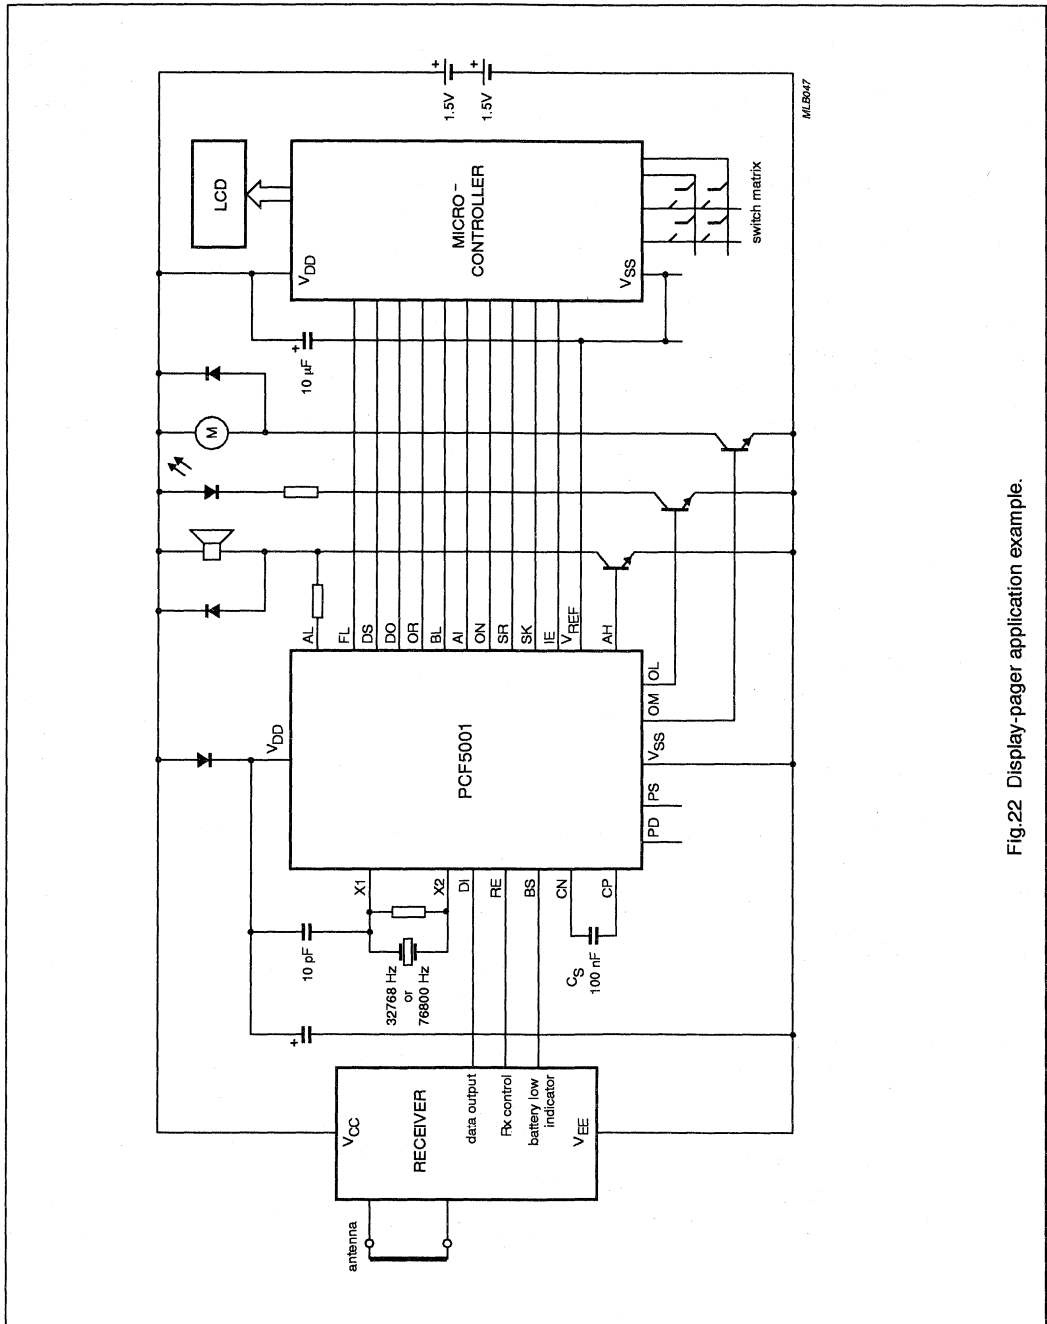 antenna
RECEIVER
VCC
VEE
data output
Rx control
battery low
indicator
10 pF
+
32768 Hz
or
76800 Hz
CS
100 nF
X1
X2
DI
RE
BS
CN
CP
PCF5001
VDD
PD
PS
VSS
OM
OL
AL
FL
DS
DO
OR
BL
AI
ON
SR
SK
IE
VREF
AH
M
+
10 µF
LCD
MICRO-
CONTROLLER
VDD
VSS
switch matrix
+
1.5V
+
1.5V
MLB047
Fig.22 Display-pager application example.